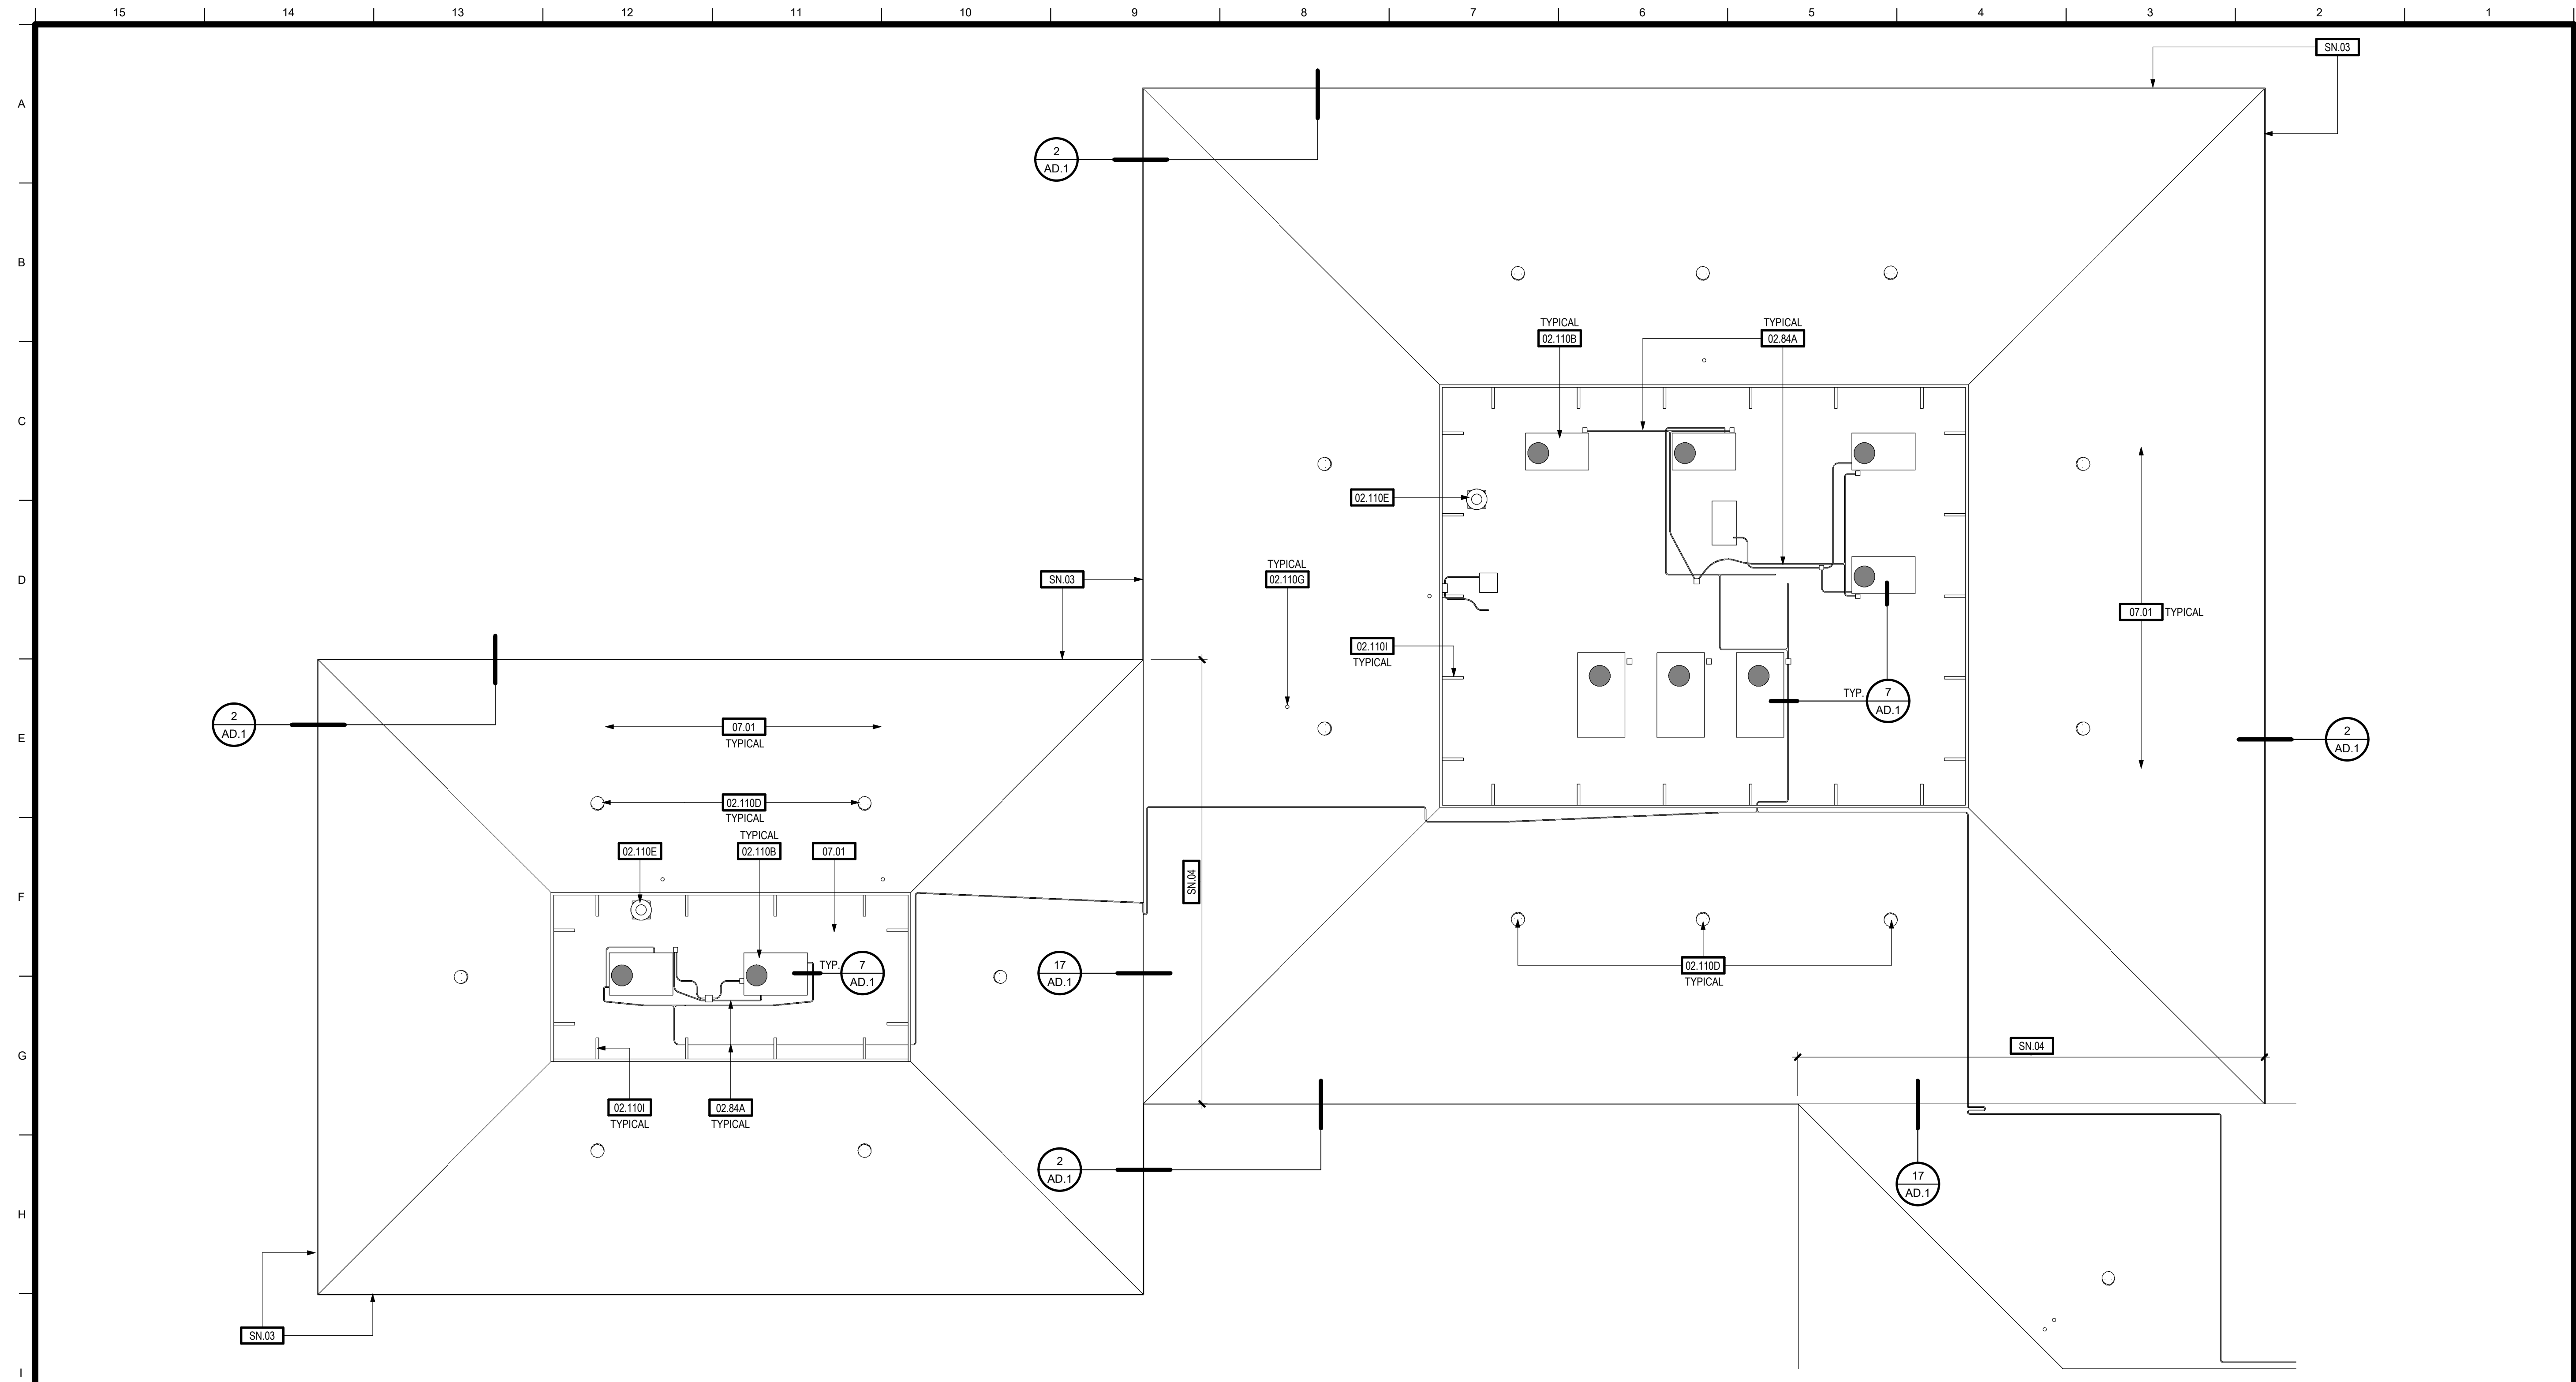 15 14 13 12 11 10 9 8 7 6 5 4 3 2 1
SN.03
A
2
AD.1
B
TYPICAL
02.110B
TYPICAL
02.84A
C
02.110E
D
SN.03
TYPICAL
02.110G
07.01 TYPICAL
02.110I
TYPICAL
TYP.
7
AD.1
2
AD.1
07.01
TYPICAL
E
2
AD.1
02.110D
TYPICAL
TYPICAL
02.110E
02.110B
07.01
SN.04
F
TYP.
7
AD.1
17
AD.1
02.110D
TYPICAL
SN.04
G
02.110I
TYPICAL
02.84A
TYPICAL
2
AD.1
17
AD.1
H
SN.03
I